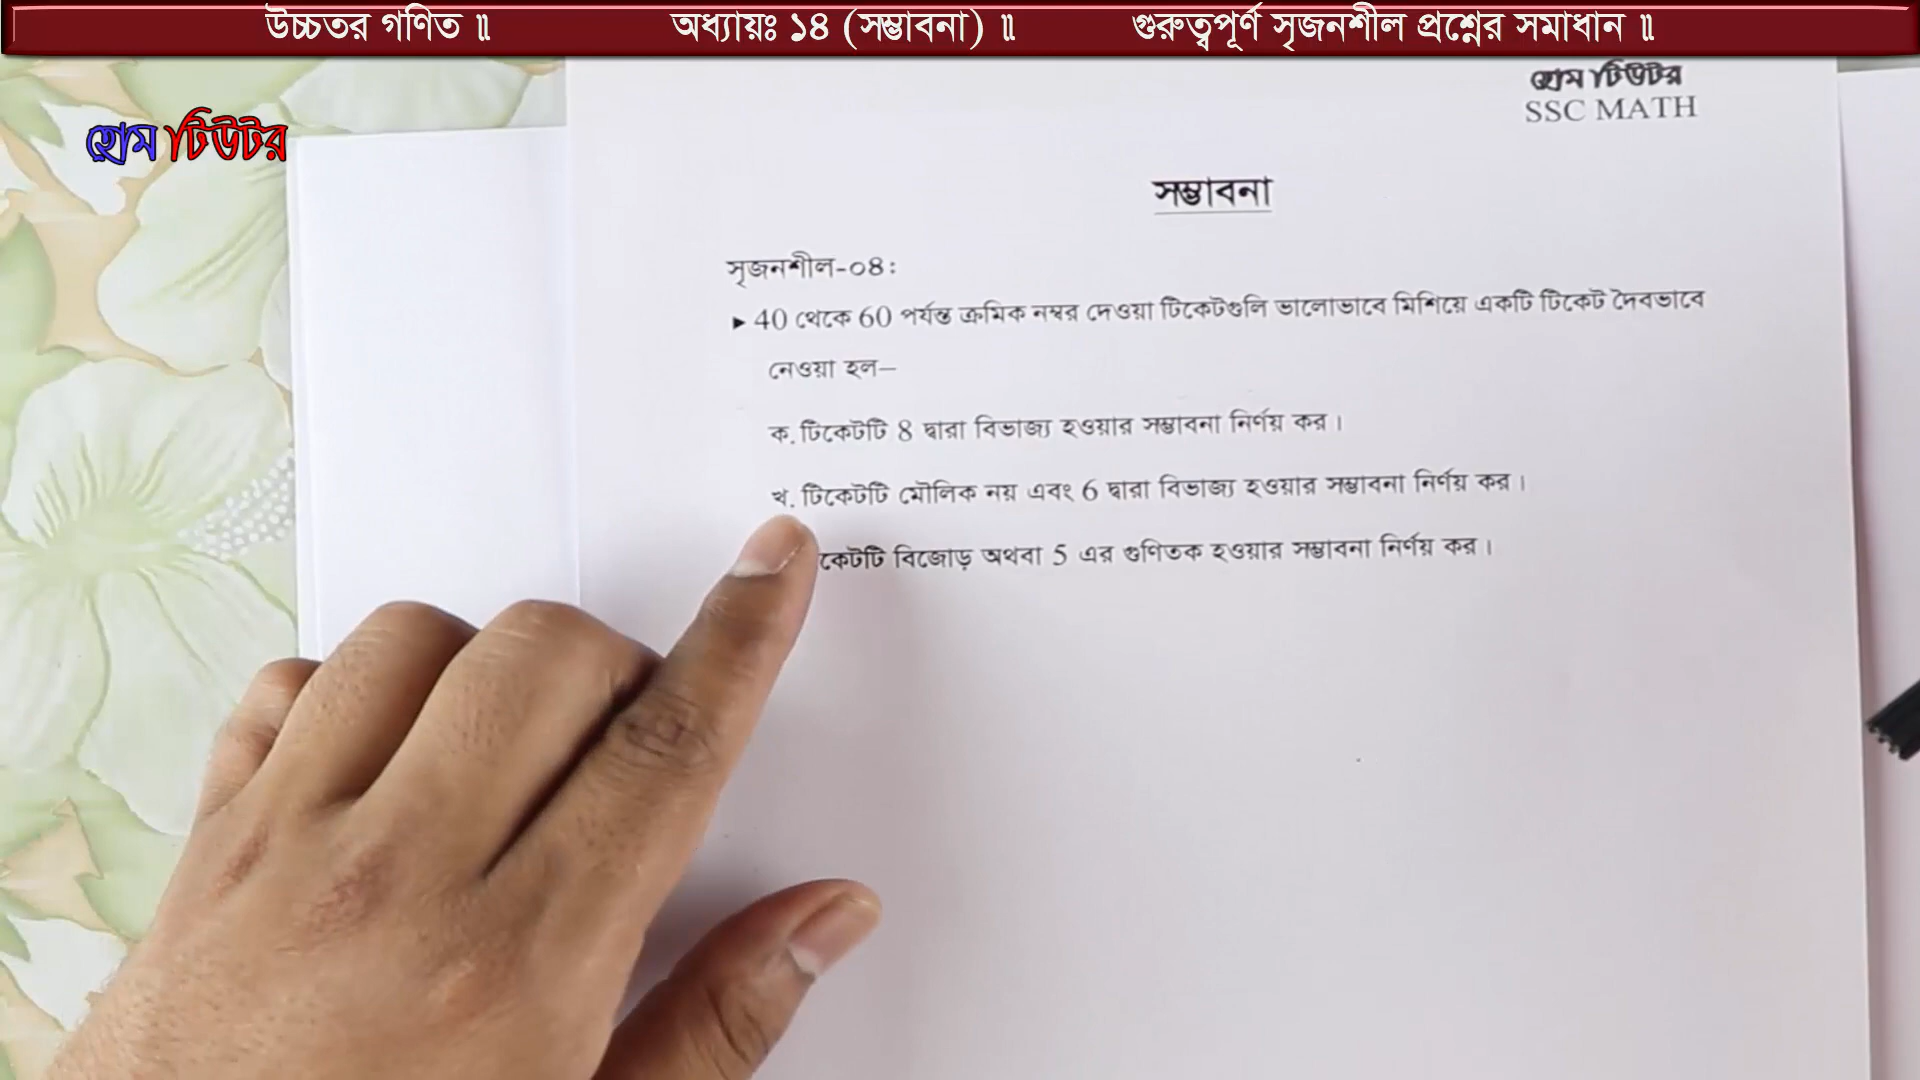 উচ্চতর গণিত ॥ অধ্যায়ঃ ১৪ (সম্ভাবনা) ॥ গুরুত্বপূর্ণ সৃজনশীল প্রশ্নের সমাধান ॥
হোম টিউটর
হোম টিউটর
SSC MATH
সম্ভাবনা
সৃজনশীল-০৪:
► 40 থেকে 60 পর্যন্ত ক্রমিক নম্বর দেওয়া টিকেটগুলি ভালোভাবে মিশিয়ে একটি টিকেট দৈবভাবে
নেওয়া হল–
ক. টিকেটটি 8 দ্বারা বিভাজ্য হওয়ার সম্ভাবনা নির্ণয় কর।
খ. টিকেটটি মৌলিক নয় এবং 6 দ্বারা বিভাজ্য হওয়ার সম্ভাবনা নির্ণয় কর।
কেটটি বিজোড় অথবা 5 এর গুণিতক হওয়ার সম্ভাবনা নির্ণয় কর।